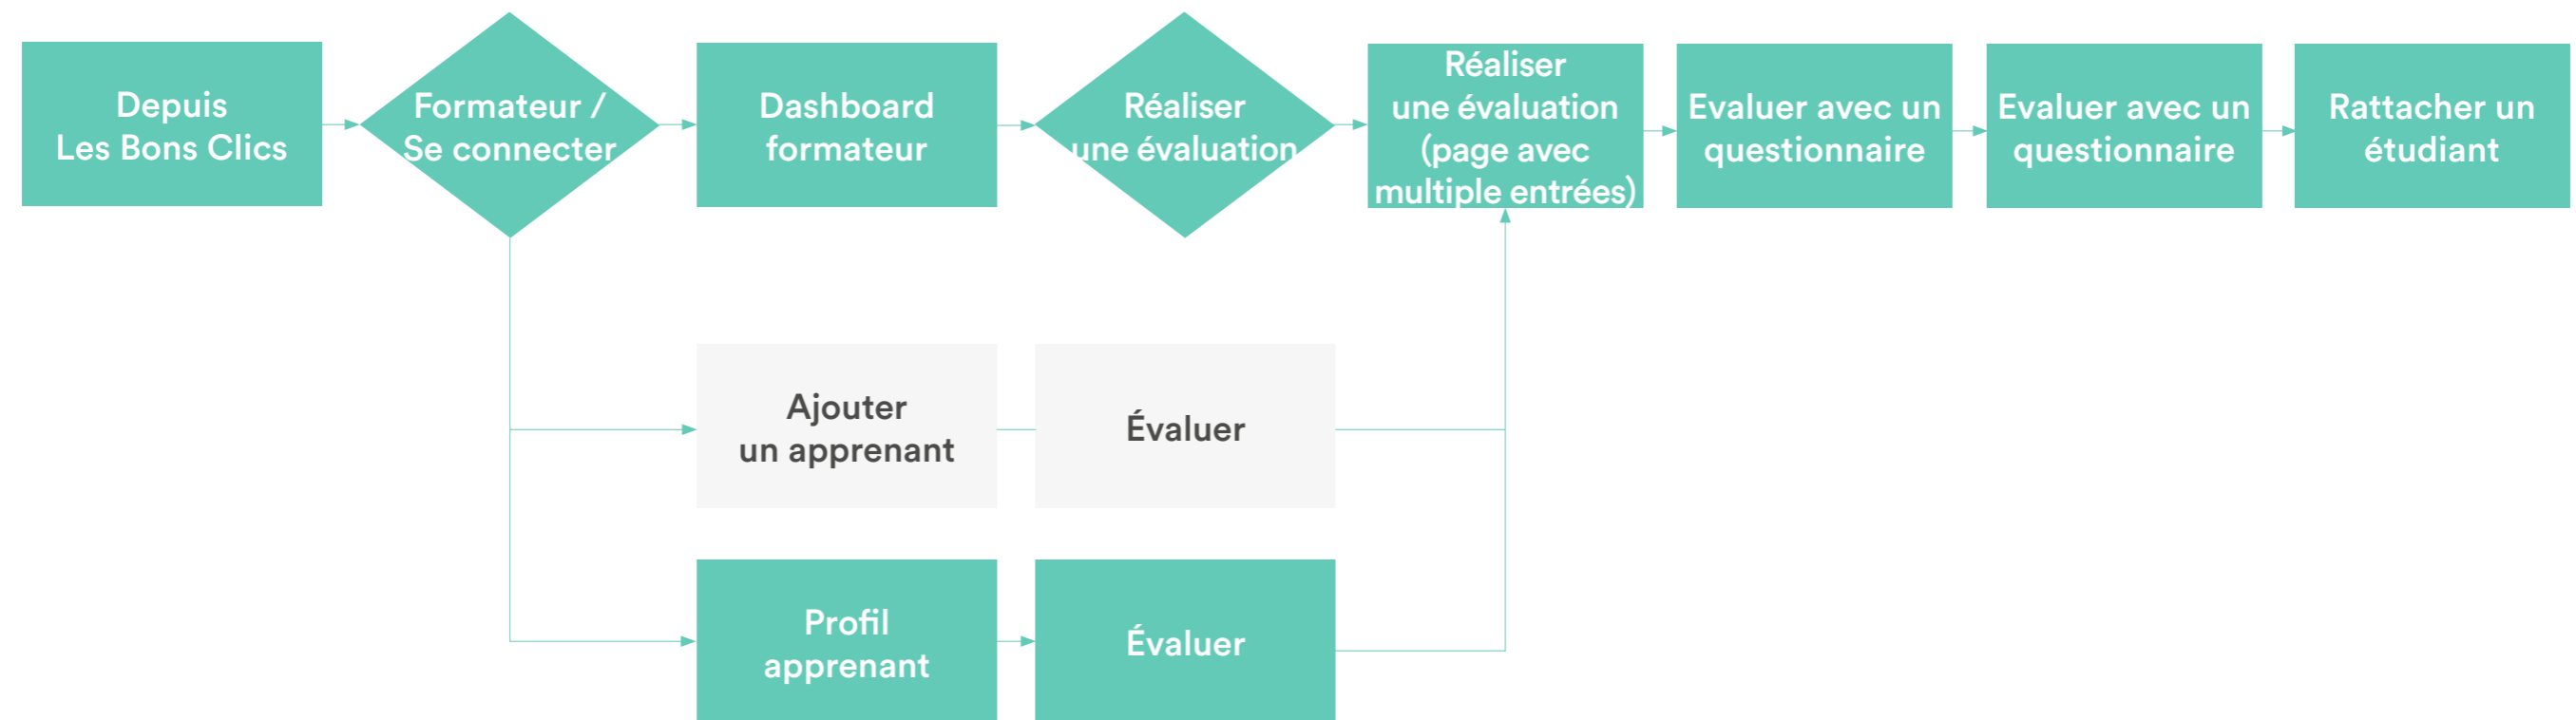 Depuis
Les Bons Clics
Formateur /
Se connecter
Dashboard
formateur
Réaliser
une évaluation
Réaliser
une évaluation
(page avec
multiple entrées)
Evaluer avec un
questionnaire
Evaluer avec un
questionnaire
Rattacher un
étudiant
Ajouter
un apprenant
Évaluer
Profil
apprenant
Évaluer